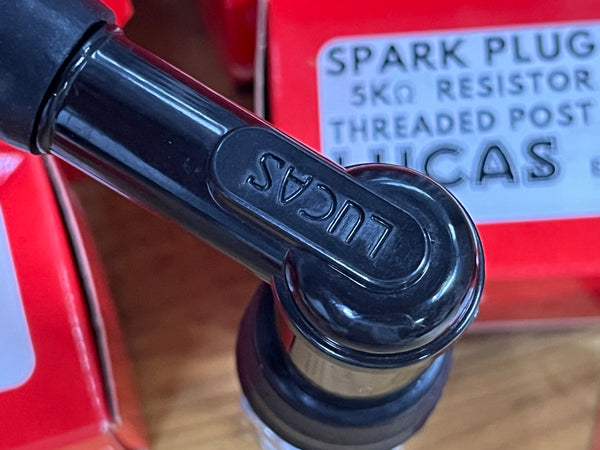 SPARK PLUG
5KΩ RESISTOR
THREADED POST
LUCAS
LUCAS